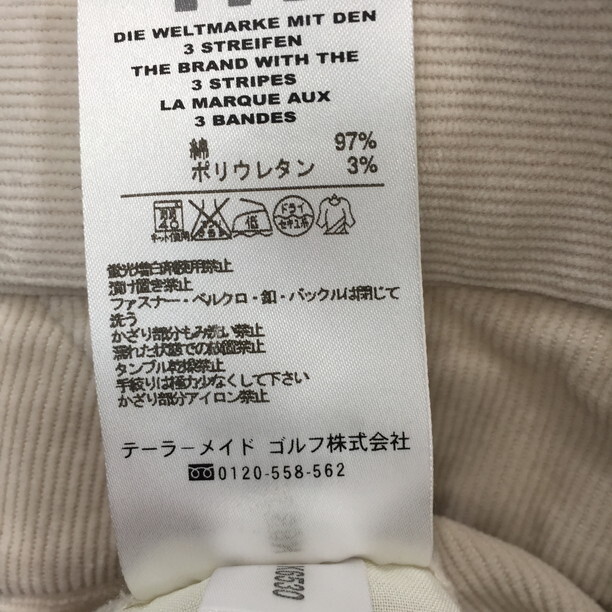 DIE WELTMARKE MIT DEN
3 STREIFEN
THE BRAND WITH THE
3 STRIPES
LA MARQUE AUX
3 BANDES
綿 97%
ポリウレタン 3%
40
ネット使用
低
ドライ
セキユ系
蛍光増白剤使用禁止
漬け置き禁止
ファスナー・ベルクロ・釦・バックルは閉じて
洗う
かざり部分もみ洗い禁止
濡れた状態での放置禁止
タンブル乾燥禁止
手絞りは極力少なくして下さい
かざり部分アイロン禁止
テーラーメイド ゴルフ株式会社
0120-558-562